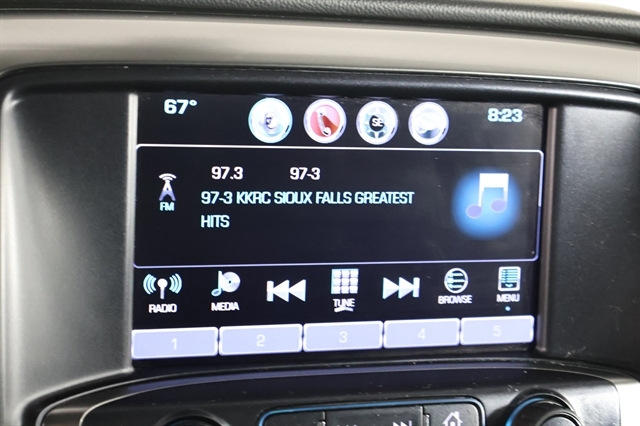 67°
SE
8:23
97.3 97-3
97-3 KKRC SIOUX FALLS GREATEST
HITS
FM
RADIO MEDIA TUNE BROWSE MENU
1 2 3 4 5